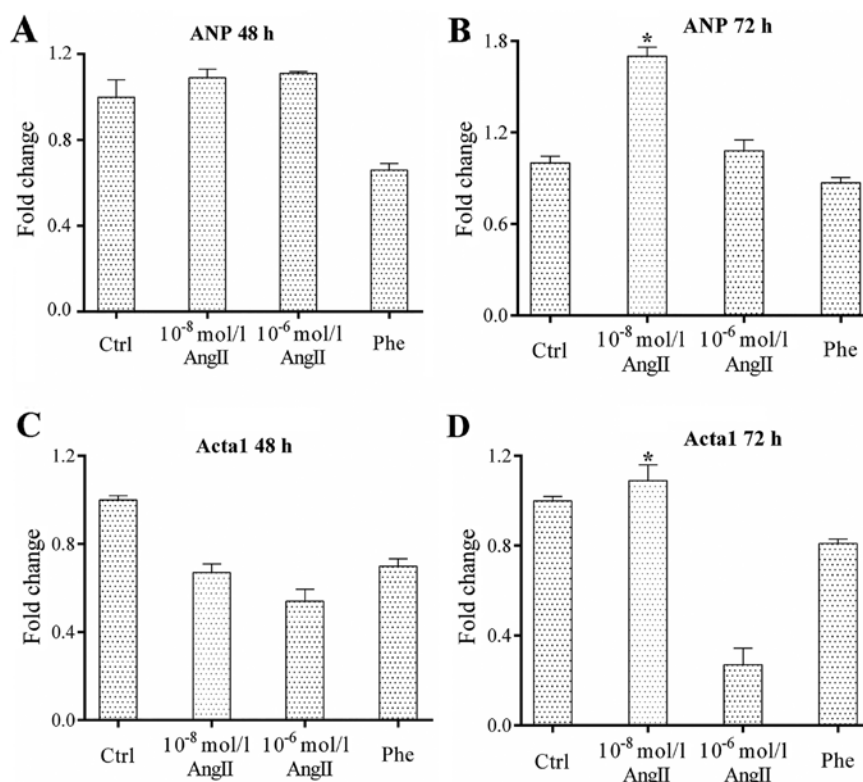 A
ANP 48 h
Fold change
1.2
0.8
0.4
0.0
Ctrl
10⁻⁸ mol/l
AngII
10⁻⁶ mol/l
AngII
Phe
B
ANP 72 h
*
Fold change
1.8
1.2
0.6
0.0
Ctrl
10⁻⁸ mol/l
AngII
10⁻⁶ mol/l
AngII
Phe
C
Acta1 48 h
Fold change
1.2
0.8
0.4
0.0
Ctrl
10⁻⁸ mol/l
AngII
10⁻⁶ mol/l
AngII
Phe
D
Acta1 72 h
*
Fold change
1.2
0.8
0.4
0.0
Ctrl
10⁻⁸ mol/l
AngII
10⁻⁶ mol/l
AngII
Phe